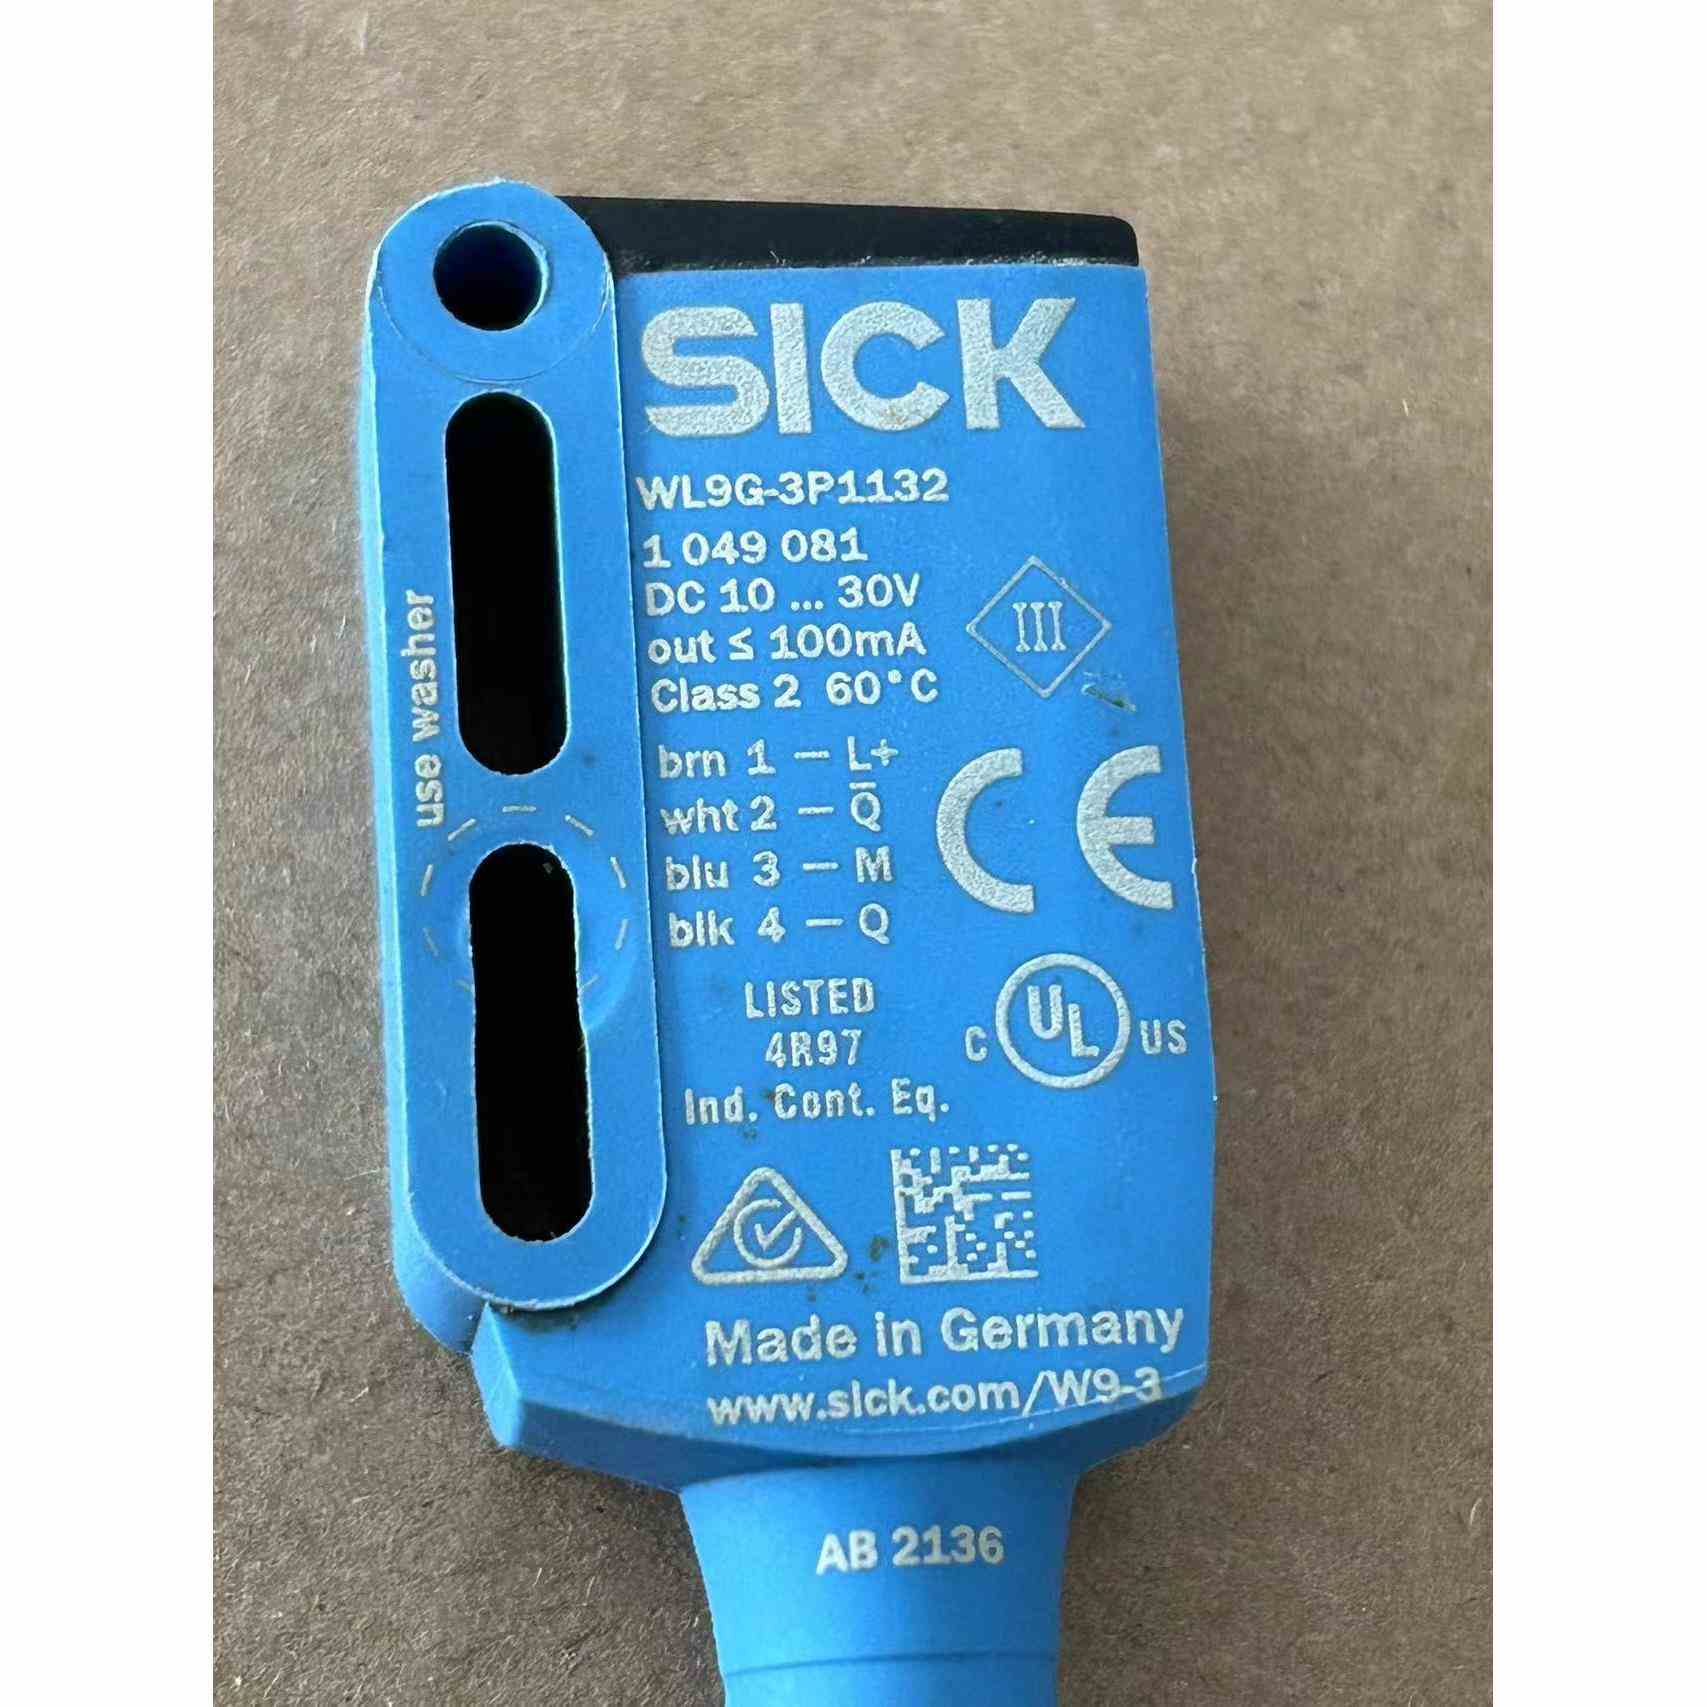 SICK
WL9G-3P1132
1 049 081
DC 10 ... 30V
out ≤ 100mA
Class 2 60°C
III
use washer
brn 1 — L+
wht 2 — Q̅
blu 3 — M
blk 4 — Q
CE
LISTED
4R97
Ind. Cont. Eq.
C UL US
Made in Germany
www.sick.com/W9-3
AB 2136